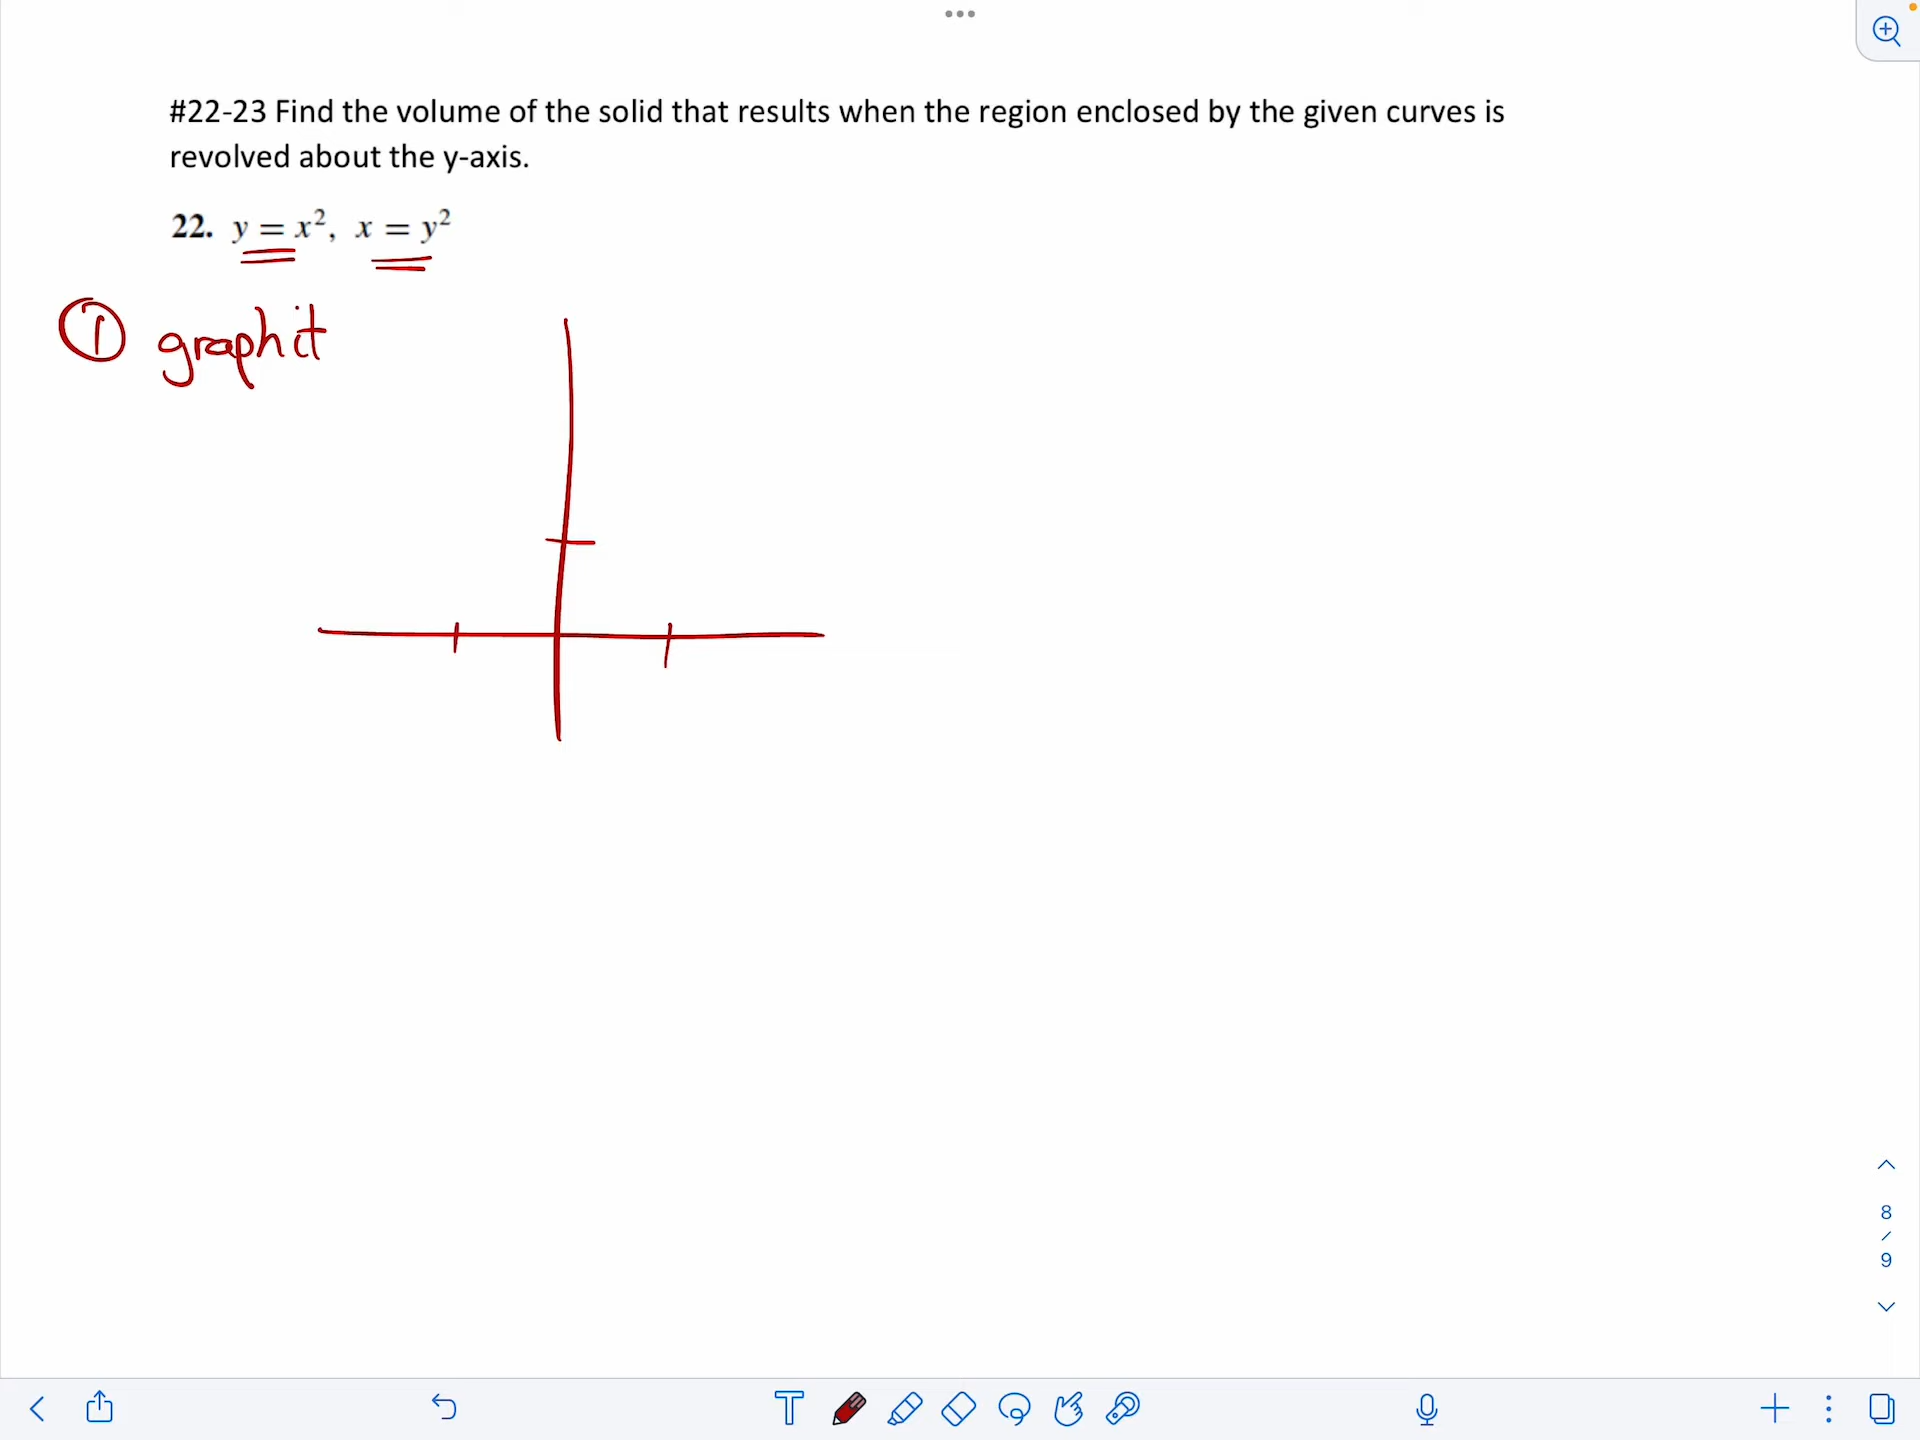 #22-23 Find the volume of the solid that results when the region enclosed by the given curves is
revolved about the y-axis.
22. y = x², x = y²
① graph it
8
/
9
T